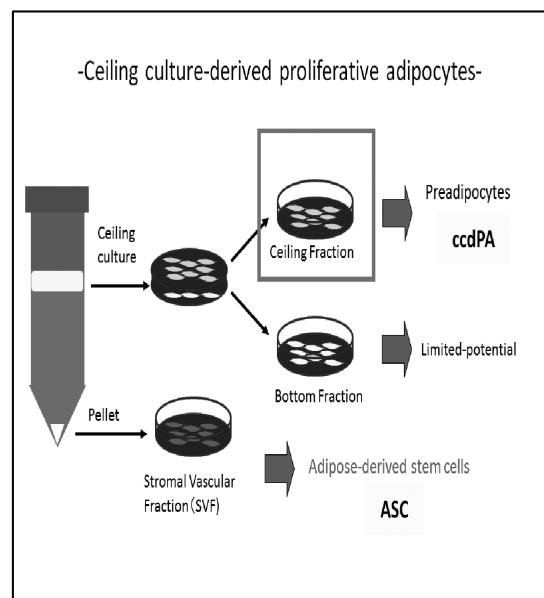 -Ceiling culture-derived proliferative adipocytes-
Ceiling
culture
Ceiling Fraction
Preadipocytes
ccdPA
Bottom Fraction
Limited-potential
Pellet
Stromal Vascular
Fraction(SVF)
Adipose-derived stem cells
ASC